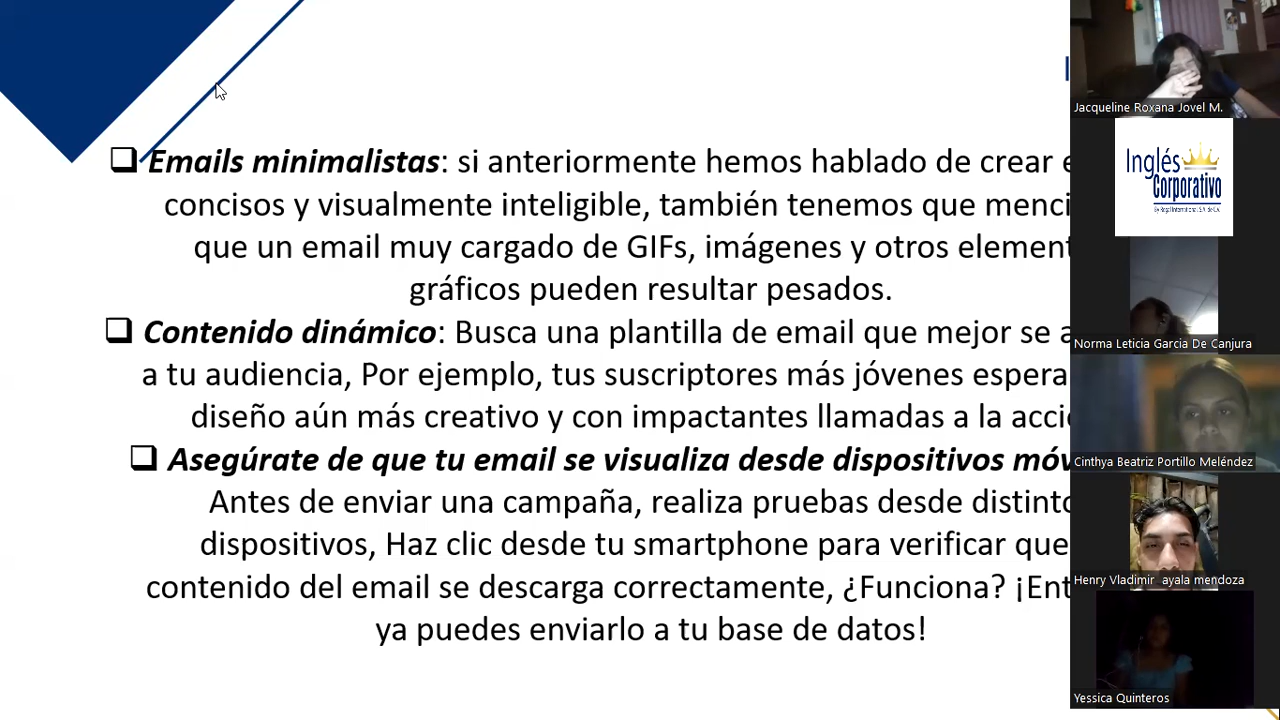 Emails minimalistas: si anteriormente hemos hablado de crear
concisos y visualmente inteligible, también tenemos que menci
que un email muy cargado de GIFs, imágenes y otros element
gráficos pueden resultar pesados.
Contenido dinámico: Busca una plantilla de email que mejor se a
a tu audiencia, Por ejemplo, tus suscriptores más jóvenes espera
diseño aún más creativo y con impactantes llamadas a la acci
Asegúrate de que tu email se visualiza desde dispositivos móv
Antes de enviar una campaña, realiza pruebas desde distinto
dispositivos, Haz clic desde tu smartphone para verificar que
contenido del email se descarga correctamente, ¿Funciona? ¡Ent
ya puedes enviarlo a tu base de datos!
Jacqueline Roxana Jovel M.
Inglés
Corporativo
By Regal International, S.A. de C.V.
Norma Leticia Garcia De Canjura
Cinthya Beatriz Portillo Meléndez
Henry Vladimir ayala mendoza
Yessica Quinteros